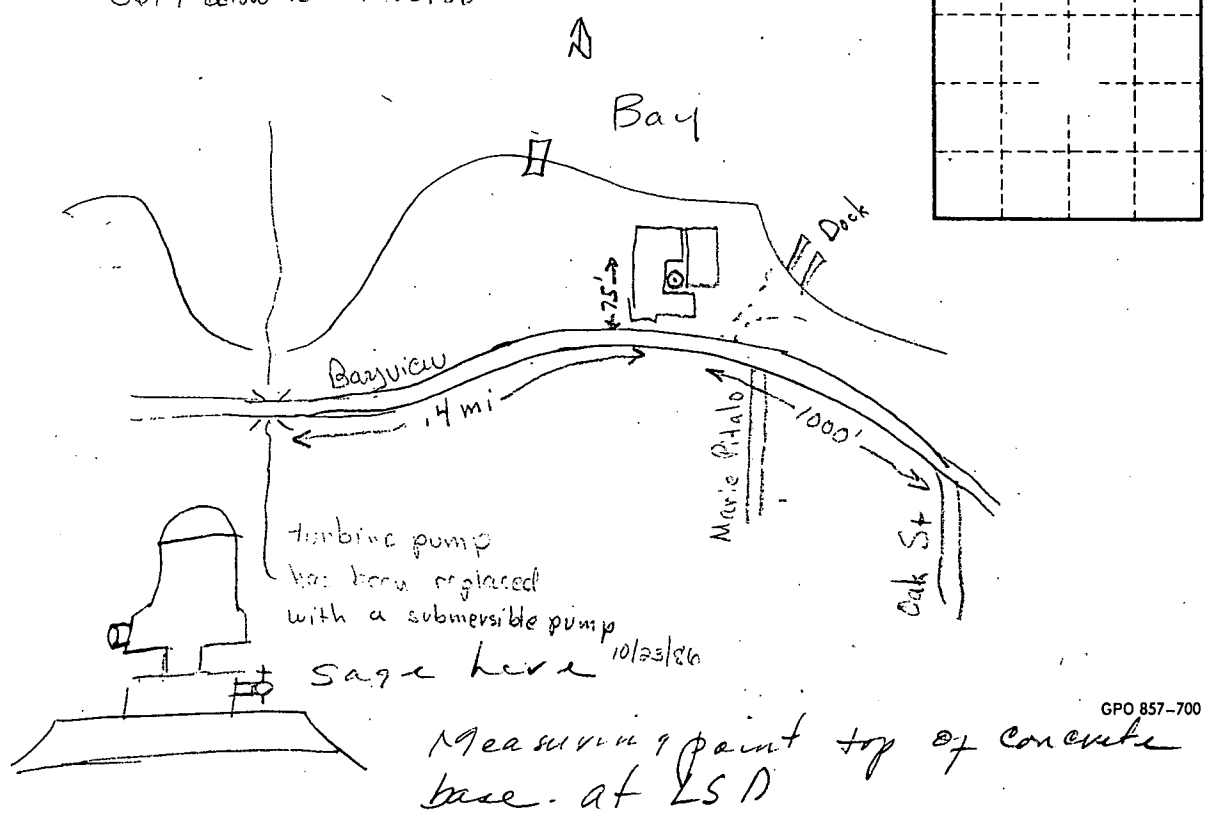 Bay
Dock
75'
Bayview
.4 mi
1000'
Marie Pitalo
Oak St
turbine pump
has been replaced
with a submersible pump
10/23/86
here
GPO 857-700
Measuring point top of concrete
base. at LSD